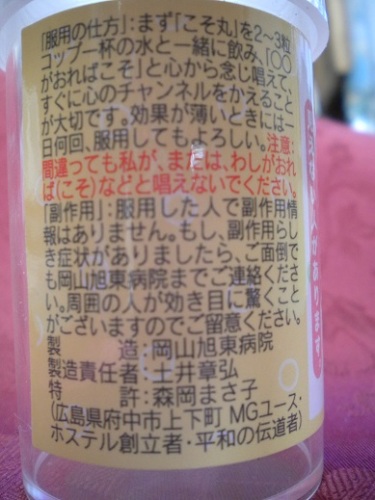 「服用の仕方」:まず「こそ丸」を2〜3粒
コップ一杯の水と一緒に飲み、「○○
がおればこそ」と心から念じ唱えて、
すぐに心のチャンネルをかえること
が大切です。効果が薄いときには一
日何回、服用してもよろしい。注意:
間違っても私が、または、わしがおれ
ば(こそ)などと唱えないでください。
「副作用」:服用した人で副作用情
報はありません。もし、副作用らし
き症状がありましたら、ご面倒で
も岡山旭東病院までご連絡くださ
い。周囲の人が効き目に驚くこと
がございますのでご留意ください。
製造:岡山旭東病院
製造責任者:土井章弘
特許:森岡まさ子
(広島県府中市上下町 MGユース・
ホステル創立者・平和の伝道者)
があります